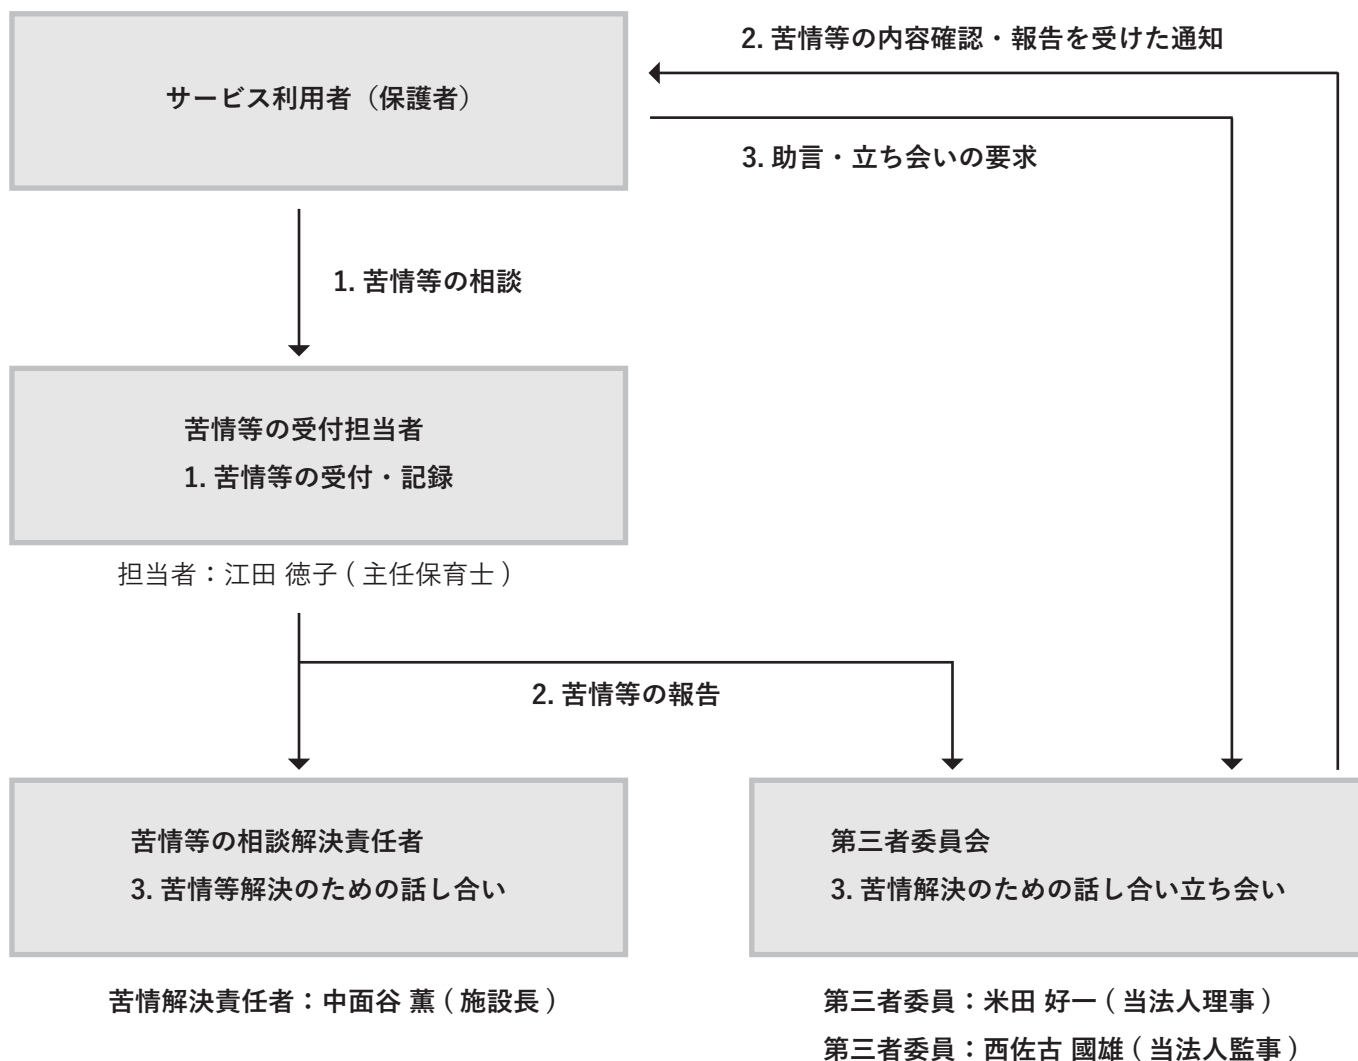 2. 苦情等の内容確認・報告を受けた通知
サービス利用者（保護者）
3. 助言・立ち会いの要求
1. 苦情等の相談
苦情等の受付担当者
1. 苦情等の受付・記録
担当者：江田 徳子 ( 主任保育士 )
2. 苦情等の報告
苦情等の相談解決責任者
3. 苦情等解決のための話し合い
第三者委員会
3. 苦情解決のための話し合い立ち会い
苦情解決責任者：中面谷 薫 ( 施設長 )
第三者委員：米田 好一 ( 当法人理事 )
第三者委員：西佐古 國雄 ( 当法人監事 )